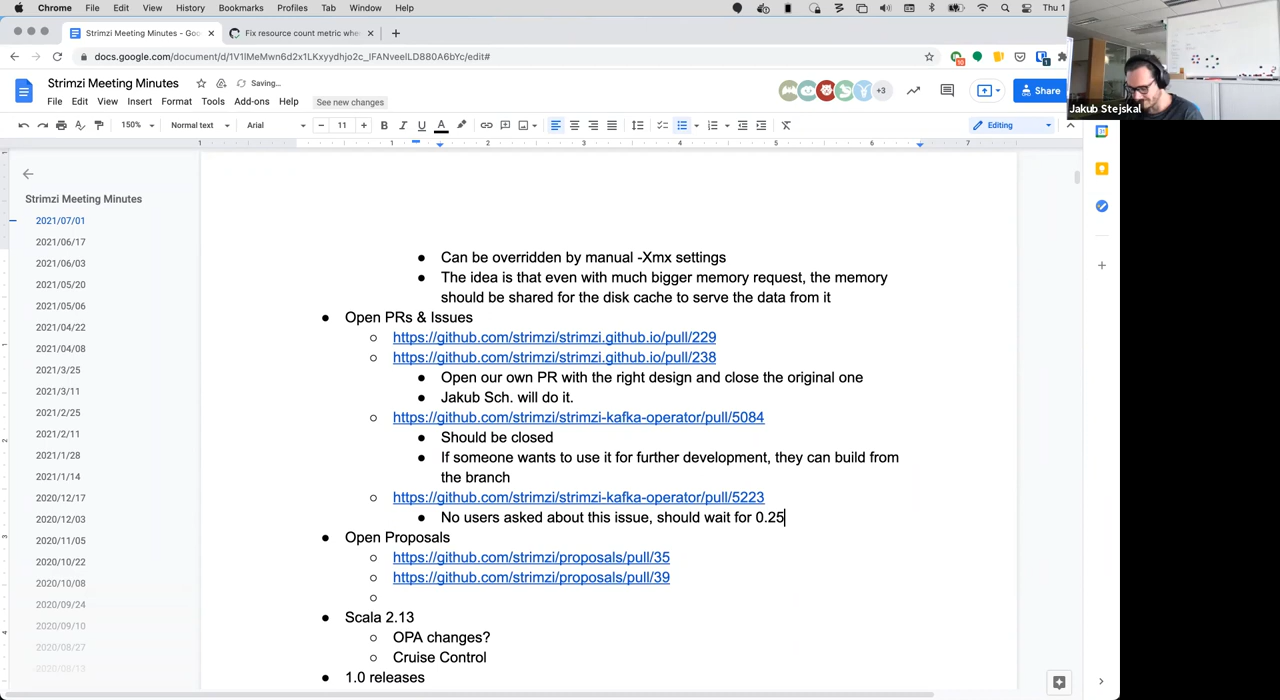 Chrome File Edit View History Bookmarks Profiles Tab Window Help Thu 1
Strimzi Meeting Minutes - Goo Fix resource count metric whe
docs.google.com/document/d/1V1lMeMwn6d2x1LKxyydhjo2c_lFANveelLD880A6bYc/edit#
Strimzi Meeting Minutes Saving...
File Edit View Insert Format Tools Add-ons Help See new changes
+3 Share
Jakub Stejskal
150% Normal text Arial 11 Editing
1 1 2 3 4 5 6 7
Strimzi Meeting Minutes
2021/07/01
2021/06/17
2021/06/03
2021/05/20
2021/05/06
2021/04/22
2021/04/08
2021/3/25
2021/3/11
2021/2/25
2021/2/11
2021/1/28
2021/1/14
2020/12/17
2020/12/03
2020/11/05
2020/10/22
2020/10/08
2020/09/24
2020/09/10
2020/08/27
2020/08/13
● Can be overridden by manual -Xmx settings
● The idea is that even with much bigger memory request, the memory
should be shared for the disk cache to serve the data from it
● Open PRs & Issues
○ https://github.com/strimzi/strimzi.github.io/pull/229
○ https://github.com/strimzi/strimzi.github.io/pull/238
● Open our own PR with the right design and close the original one
● Jakub Sch. will do it.
○ https://github.com/strimzi/strimzi-kafka-operator/pull/5084
● Should be closed
● If someone wants to use it for further development, they can build from
the branch
○ https://github.com/strimzi/strimzi-kafka-operator/pull/5223
● No users asked about this issue, should wait for 0.25
● Open Proposals
○ https://github.com/strimzi/proposals/pull/35
○ https://github.com/strimzi/proposals/pull/39
○
● Scala 2.13
○ OPA changes?
○ Cruise Control
● 1.0 releases